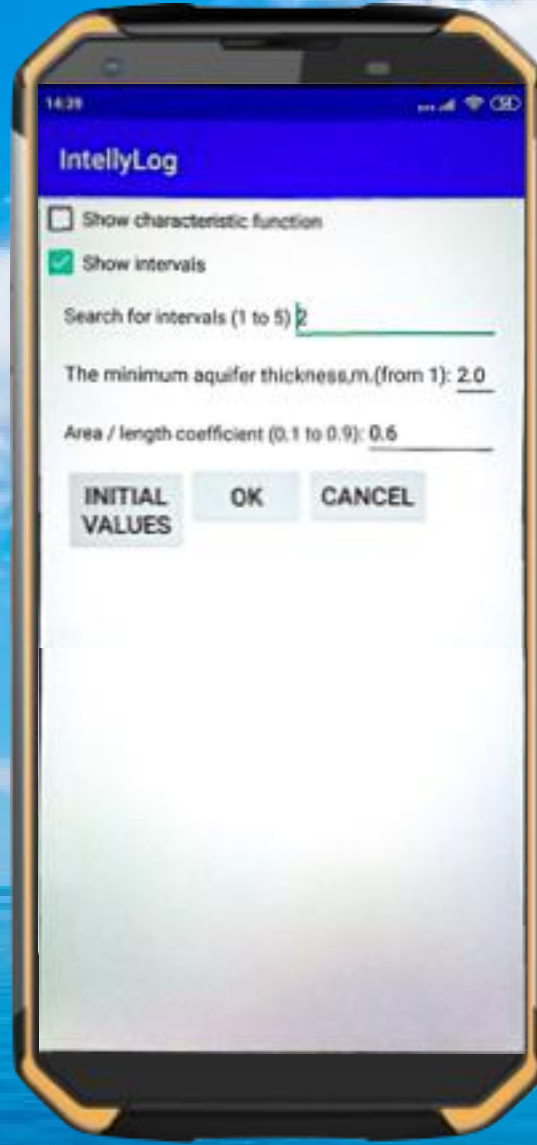 14:39
IntellyLog
Show characteristic function
Show intervals
Search for intervals (1 to 5) 2
The minimum aquifer thickness,m.(from 1): 2.0
Area / length coefficient (0.1 to 0.9): 0.6
INITIAL VALUES
OK
CANCEL